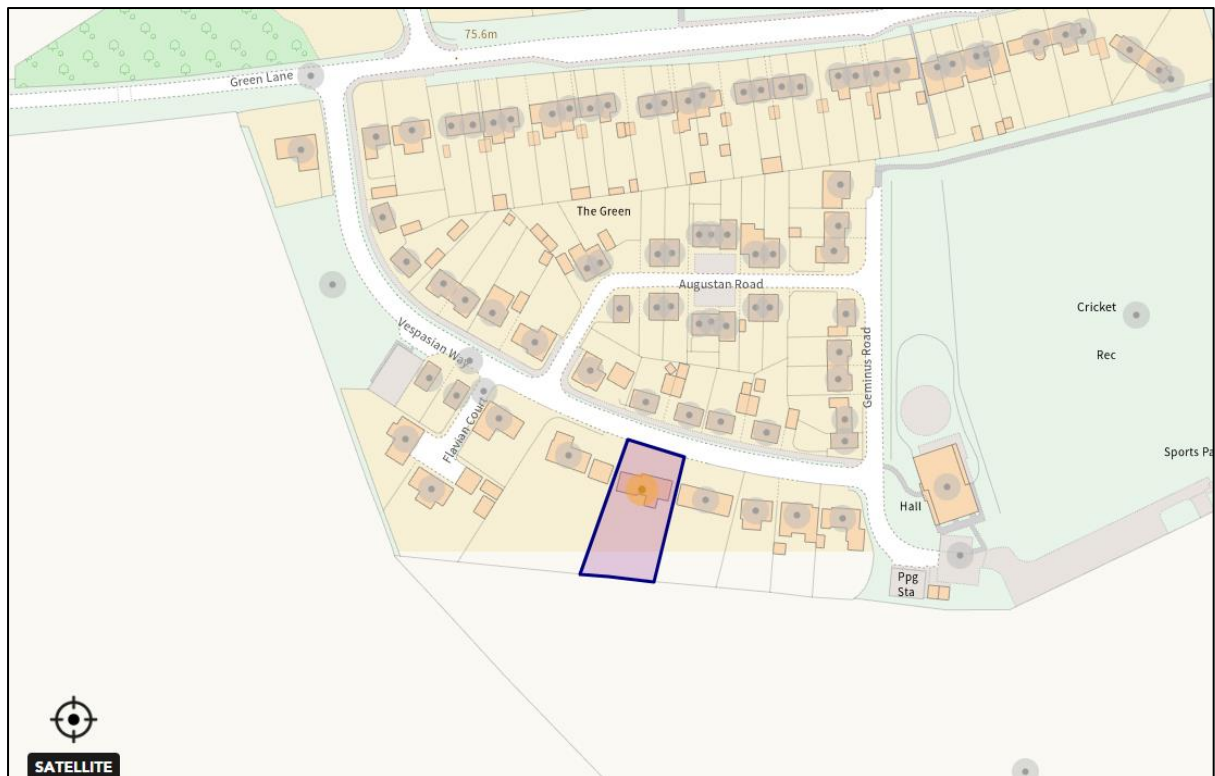 75.6m
Green Lane
The Green
Augustan Road
Cricket
Vespasian Way
Rec
Geminus Road
Flavian Court
Sports Pa
Hall
Ppg
Sta
SATELLITE